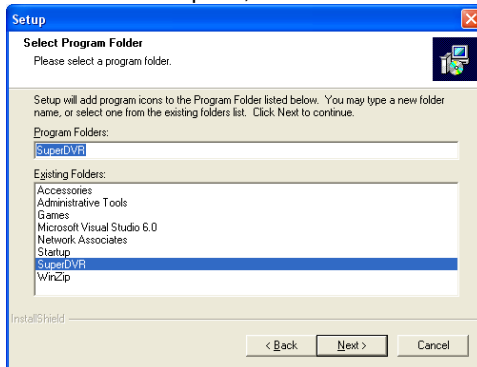 Setup
Select Program Folder
Please select a program folder.
Setup will add program icons to the Program Folder listed below. You may type a new folder
name, or select one from the existing folders list. Click Next to continue.
Program Folders:
SuperDVR
Existing Folders:
Accessories
Administrative Tools
Games
Microsoft Visual Studio 6.0
Network Associates
Startup
SuperDVR
WinZip
InstallShield
< Back
Next >
Cancel